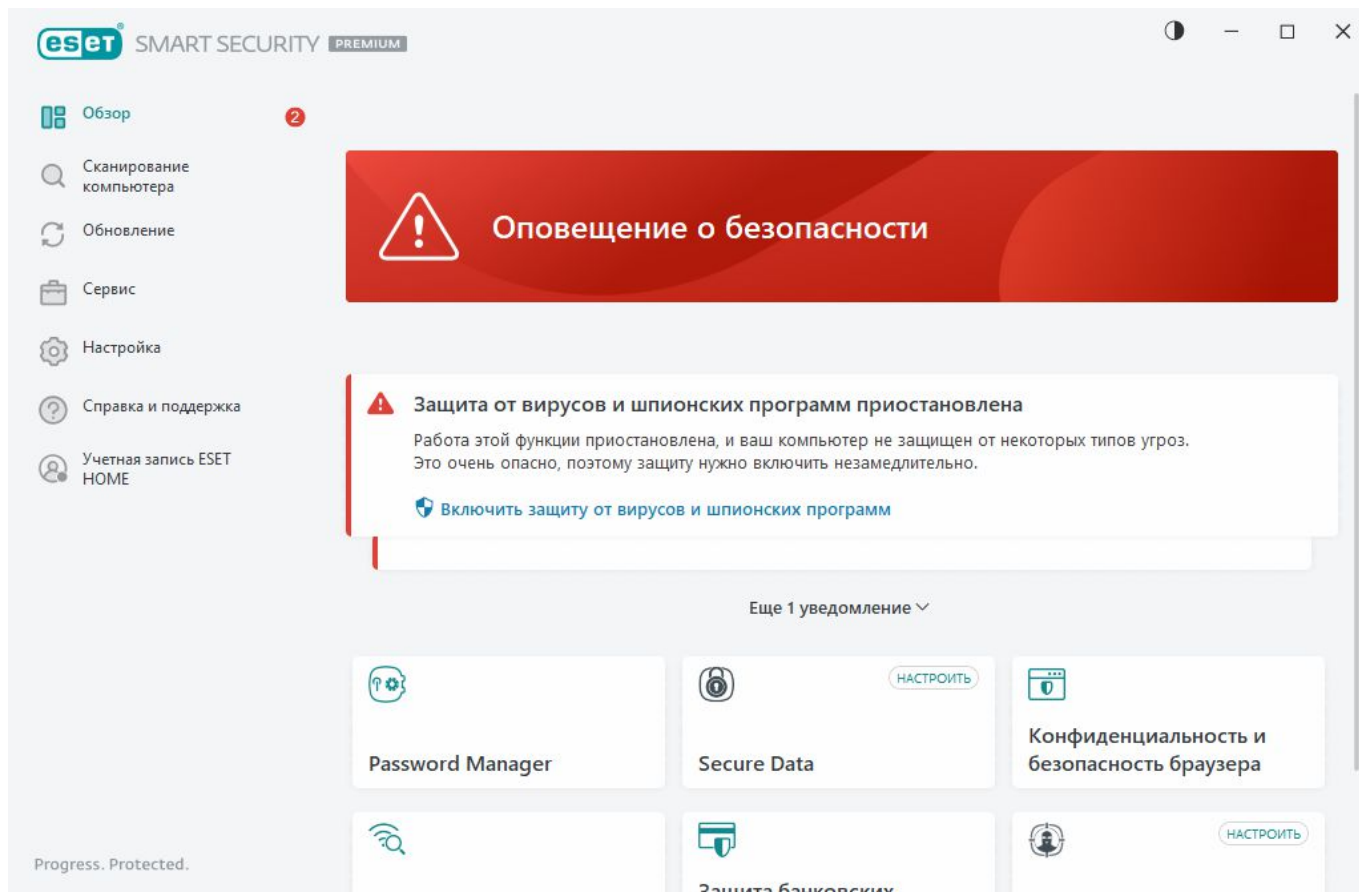 eset SMART SECURITY PREMIUM
Обзор
2
Сканирование
компьютера
Обновление
Сервис
Настройка
Справка и поддержка
Учетная запись ESET
HOME
Оповещение о безопасности
Защита от вирусов и шпионских программ приостановлена
Работа этой функции приостановлена, и ваш компьютер не защищен от некоторых типов угроз.
Это очень опасно, поэтому защиту нужно включить незамедлительно.
Включить защиту от вирусов и шпионских программ
Еще 1 уведомление
Password Manager
НАСТРОИТЬ
Secure Data
Конфиденциальность и
безопасность браузера
НАСТРОИТЬ
Защита банковских
Progress. Protected.